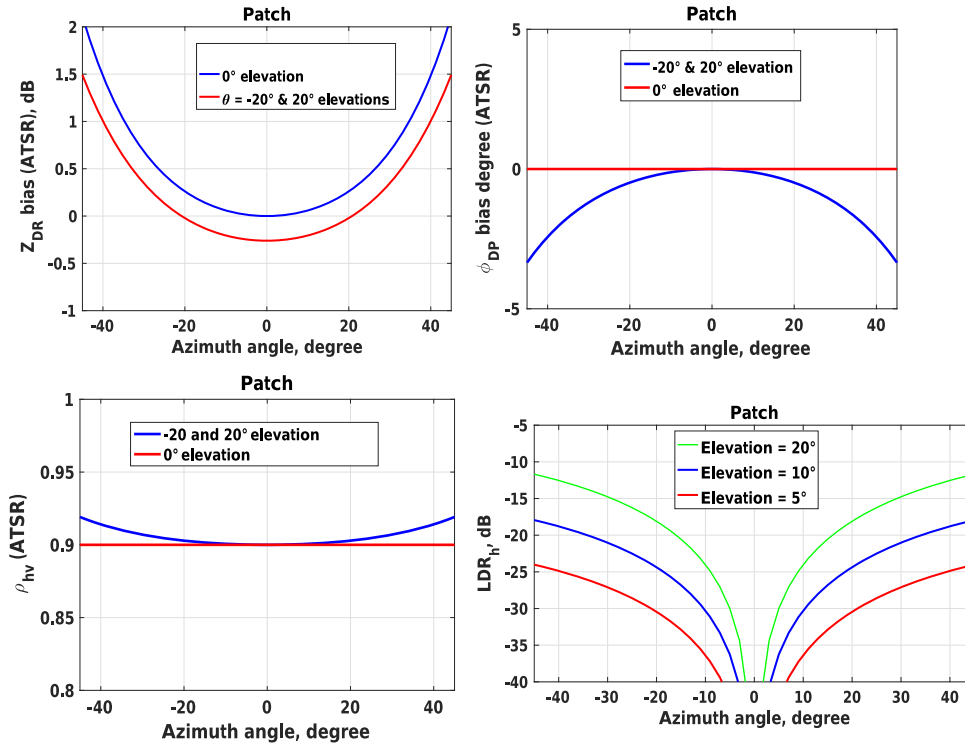 Patch
Z_DR bias (ATSR), dB
2
1.5
1
0.5
0
-0.5
-1
0° elevation
θ = -20° & 20° elevations
-40 -20 0 20 40
Azimuth angle, degree
Patch
ϕ_DP bias degree (ATSR)
5
0
-5
-20° & 20° elevation
0° elevation
-40 -20 0 20 40
Azimuth angle, degree
Patch
ρ_hv (ATSR)
1
0.95
0.9
0.85
0.8
-20 and 20° elevation
0° elevation
-40 -20 0 20 40
Azimuth angle, degree
Patch
LDR_h, dB
-5
-10
-15
-20
-25
-30
-35
-40
Elevation = 20°
Elevation = 10°
Elevation = 5°
-40 -30 -20 -10 0 10 20 30 40
Azimuth angle, degree